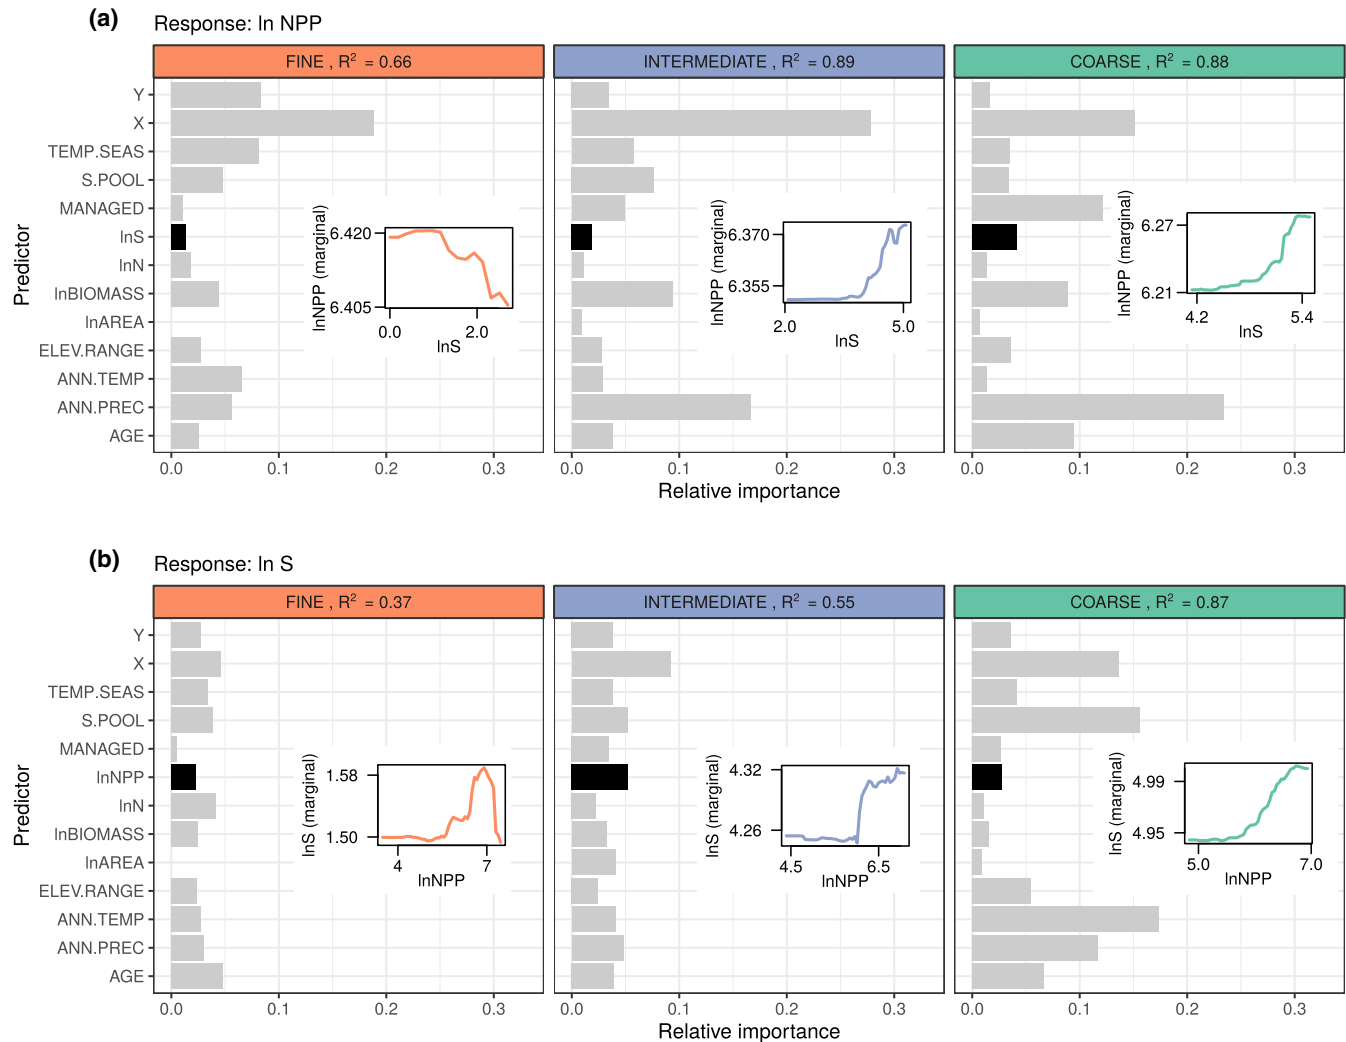 (a) Response: ln NPP
FINE , R² = 0.66
INTERMEDIATE , R² = 0.89
COARSE , R² = 0.88
Predictor
Y
X
TEMP.SEAS
S.POOL
MANAGED
lnS
lnN
lnBIOMASS
lnAREA
ELEV.RANGE
ANN.TEMP
ANN.PREC
AGE
lnNPP (marginal)
6.420
6.405
0.0 2.0
lnS
lnNPP (marginal)
6.370
6.355
2.0 5.0
lnS
lnNPP (marginal)
6.27
6.21
4.2 5.4
lnS
0.0 0.1 0.2 0.3 0.0 0.1 0.2 0.3 0.0 0.1 0.2 0.3
Relative importance
(b) Response: ln S
FINE , R² = 0.37
INTERMEDIATE , R² = 0.55
COARSE , R² = 0.87
Predictor
Y
X
TEMP.SEAS
S.POOL
MANAGED
lnNPP
lnN
lnBIOMASS
lnAREA
ELEV.RANGE
ANN.TEMP
ANN.PREC
AGE
lnS (marginal)
1.58
1.50
4 7
lnNPP
lnS (marginal)
4.32
4.26
4.5 6.5
lnNPP
lnS (marginal)
4.99
4.95
5.0 7.0
lnNPP
0.0 0.1 0.2 0.3 0.0 0.1 0.2 0.3 0.0 0.1 0.2 0.3
Relative importance